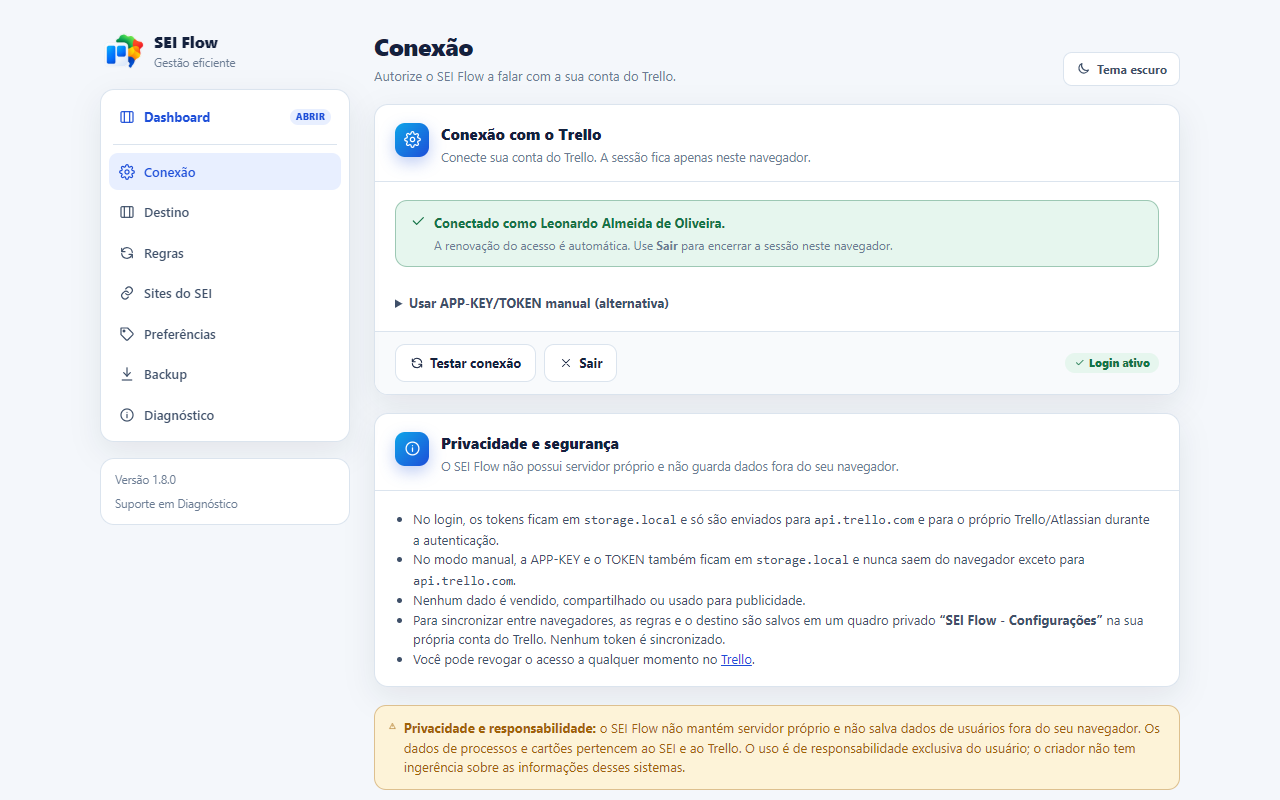 SEI Flow
Gestão eficiente
Dashboard ABRIR
Conexão
Destino
Regras
Sites do SEI
Preferências
Backup
Diagnóstico
Versão 1.8.0
Suporte em Diagnóstico
Conexão
Autorize o SEI Flow a falar com a sua conta do Trello.
Tema escuro
Conexão com o Trello
Conecte sua conta do Trello. A sessão fica apenas neste navegador.
Conectado como Leonardo Almeida de Oliveira.
A renovação do acesso é automática. Use Sair para encerrar a sessão neste navegador.
Usar APP-KEY/TOKEN manual (alternativa)
Testar conexão
Sair
Login ativo
Privacidade e segurança
O SEI Flow não possui servidor próprio e não guarda dados fora do seu navegador.
No login, os tokens ficam em storage.local e só são enviados para api.trello.com e para o próprio Trello/Atlassian durante
a autenticação.
No modo manual, a APP-KEY e o TOKEN também ficam em storage.local e nunca saem do navegador exceto para
api.trello.com.
Nenhum dado é vendido, compartilhado ou usado para publicidade.
Para sincronizar entre navegadores, as regras e o destino são salvos em um quadro privado “SEI Flow - Configurações” na sua
própria conta do Trello. Nenhum token é sincronizado.
Você pode revogar o acesso a qualquer momento no Trello.
Privacidade e responsabilidade: o SEI Flow não mantém servidor próprio e não salva dados de usuários fora do seu navegador. Os
dados de processos e cartões pertencem ao SEI e ao Trello. O uso é de responsabilidade exclusiva do usuário; o criador não tem
ingerência sobre as informações desses sistemas.